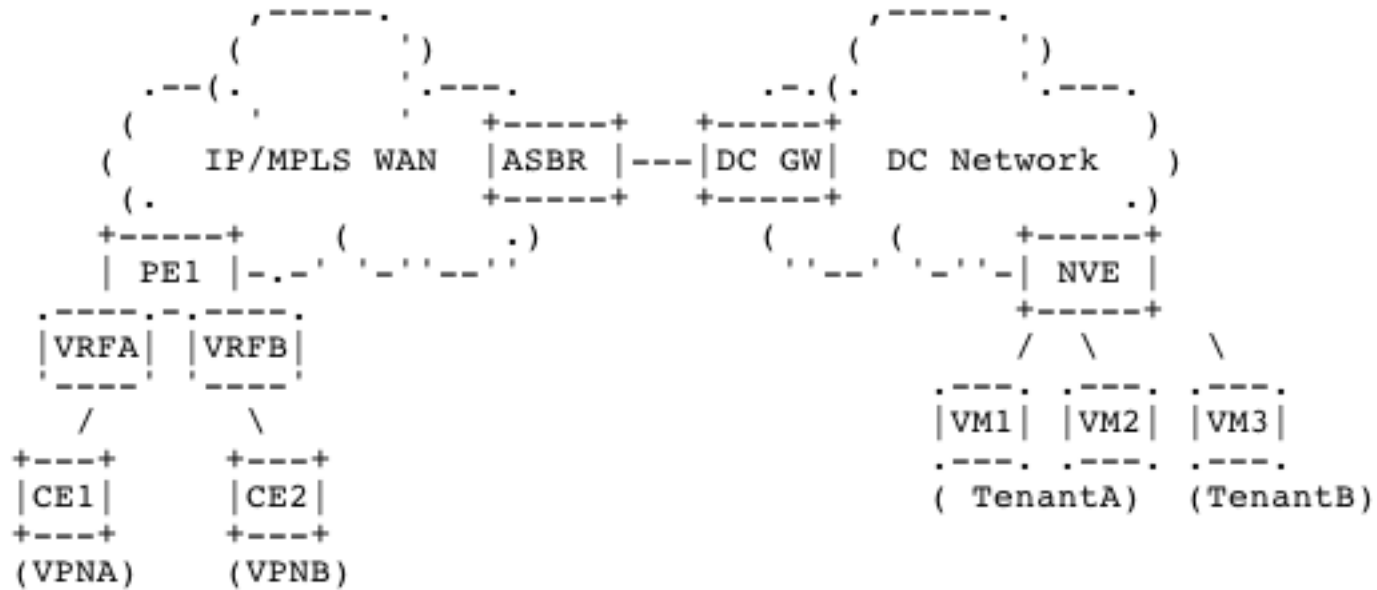 IP/MPLS WAN |ASBR |---|DC GW| DC Network
| PE1 | | NVE |
|VRFA| |VRFB|
|VM1| |VM2| |VM3|
|CE1| |CE2| ( TenantA) (TenantB)
(VPNA) (VPNB)